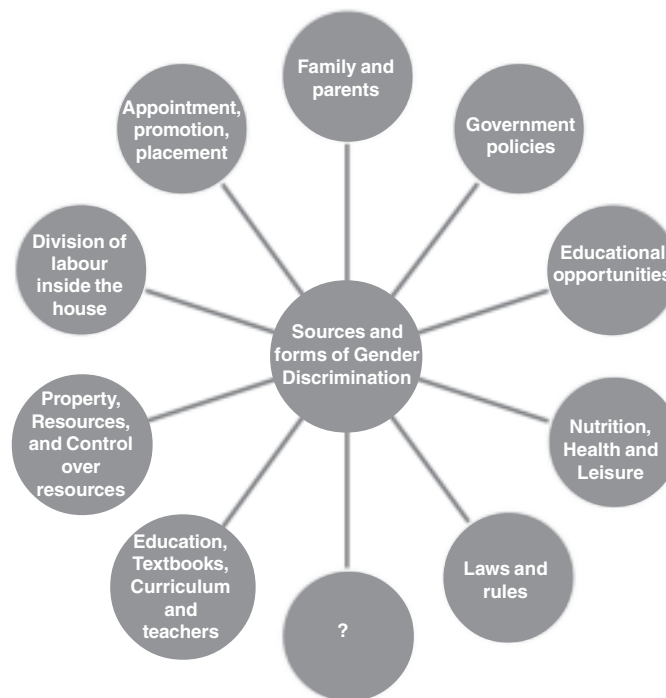 Family and
parents
Government
policies
Educational
opportunities
Nutrition,
Health and
Leisure
Laws and
rules
?
Education,
Textbooks,
Curriculum
and
teachers
Property,
Resources,
and Control
over
resources
Division of
labour
inside the
house
Appointment,
promotion,
placement
Sources and
forms of Gender
Discrimination